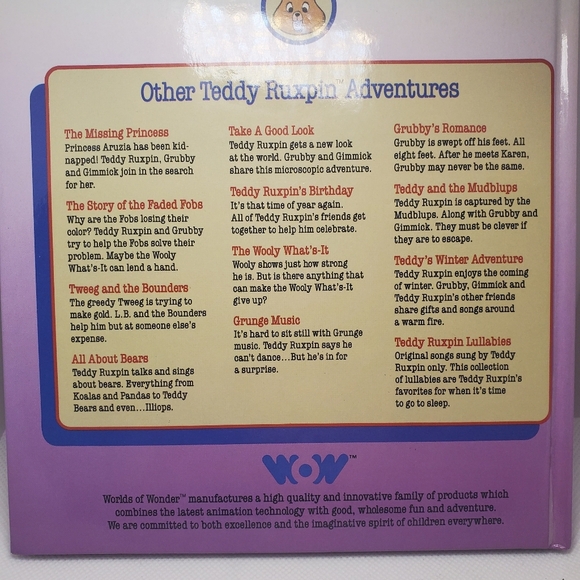 Other Teddy Ruxpin™ Adventures
The Missing Princess
Princess Aruzia has been kid-
napped! Teddy Ruxpin, Grubby
and Gimmick join in the search
for her.
The Story of the Faded Fobs
Why are the Fobs losing their
color? Teddy Ruxpin and Grubby
try to help the Fobs solve their
problem. Maybe the Wooly
What's-It can lend a hand.
Tweeg and the Bounders
The greedy Tweeg is trying to
make gold. L.B. and the Bounders
help him but at someone else's
expense.
All About Bears
Teddy Ruxpin talks and sings
about bears. Everything from
Koalas and Pandas to Teddy
Bears and even...Illiops.
Take A Good Look
Teddy Ruxpin gets a new look
at the world. Grubby and Gimmick
share this microscopic adventure.
Teddy Ruxpin's Birthday
It's that time of year again.
All of Teddy Ruxpin's friends get
together to help him celebrate.
The Wooly What's-It
Wooly shows just how strong
he is. But is there anything that
can make the Wooly What's-It
give up?
Grunge Music
It's hard to sit still with Grunge
music. Teddy Ruxpin says he
can't dance...But he's in for
a surprise.
Grubby's Romance
Grubby is swept off his feet. All
eight feet. After he meets Karen,
Grubby may never be the same.
Teddy and the Mudblups
Teddy Ruxpin is captured by the
Mudblups. Along with Grubby and
Gimmick. They must be clever if
they are to escape.
Teddy's Winter Adventure
Teddy Ruxpin enjoys the coming
of winter. Grubby, Gimmick and
Teddy Ruxpin's other friends
share gifts and songs around
a warm fire.
Teddy Ruxpin Lullabies
Original songs sung by Teddy
Ruxpin only. This collection
of lullabies are Teddy Ruxpin's
favorites for when it's time
to go to sleep.
WOW™
Worlds of Wonder™ manufactures a high quality and innovative family of products which
combines the latest animation technology with good, wholesome fun and adventure.
We are committed to both excellence and the imaginative spirit of children everywhere.